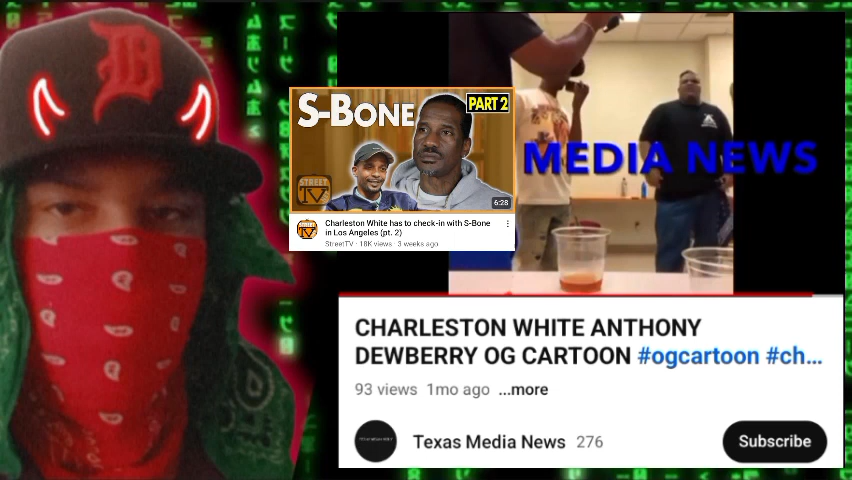 S-BONE
PART 2
STREET
TV
6:28
STREET
TV
Charleston White has to check-in with S-Bone
in Los Angeles (pt. 2)
StreetTV · 18K views · 3 weeks ago
MEDIA NEWS
CHARLESTON WHITE ANTHONY
DEWBERRY OG CARTOON #ogcartoon #ch...
93 views 1mo ago ...more
Texas Media News 276
Subscribe